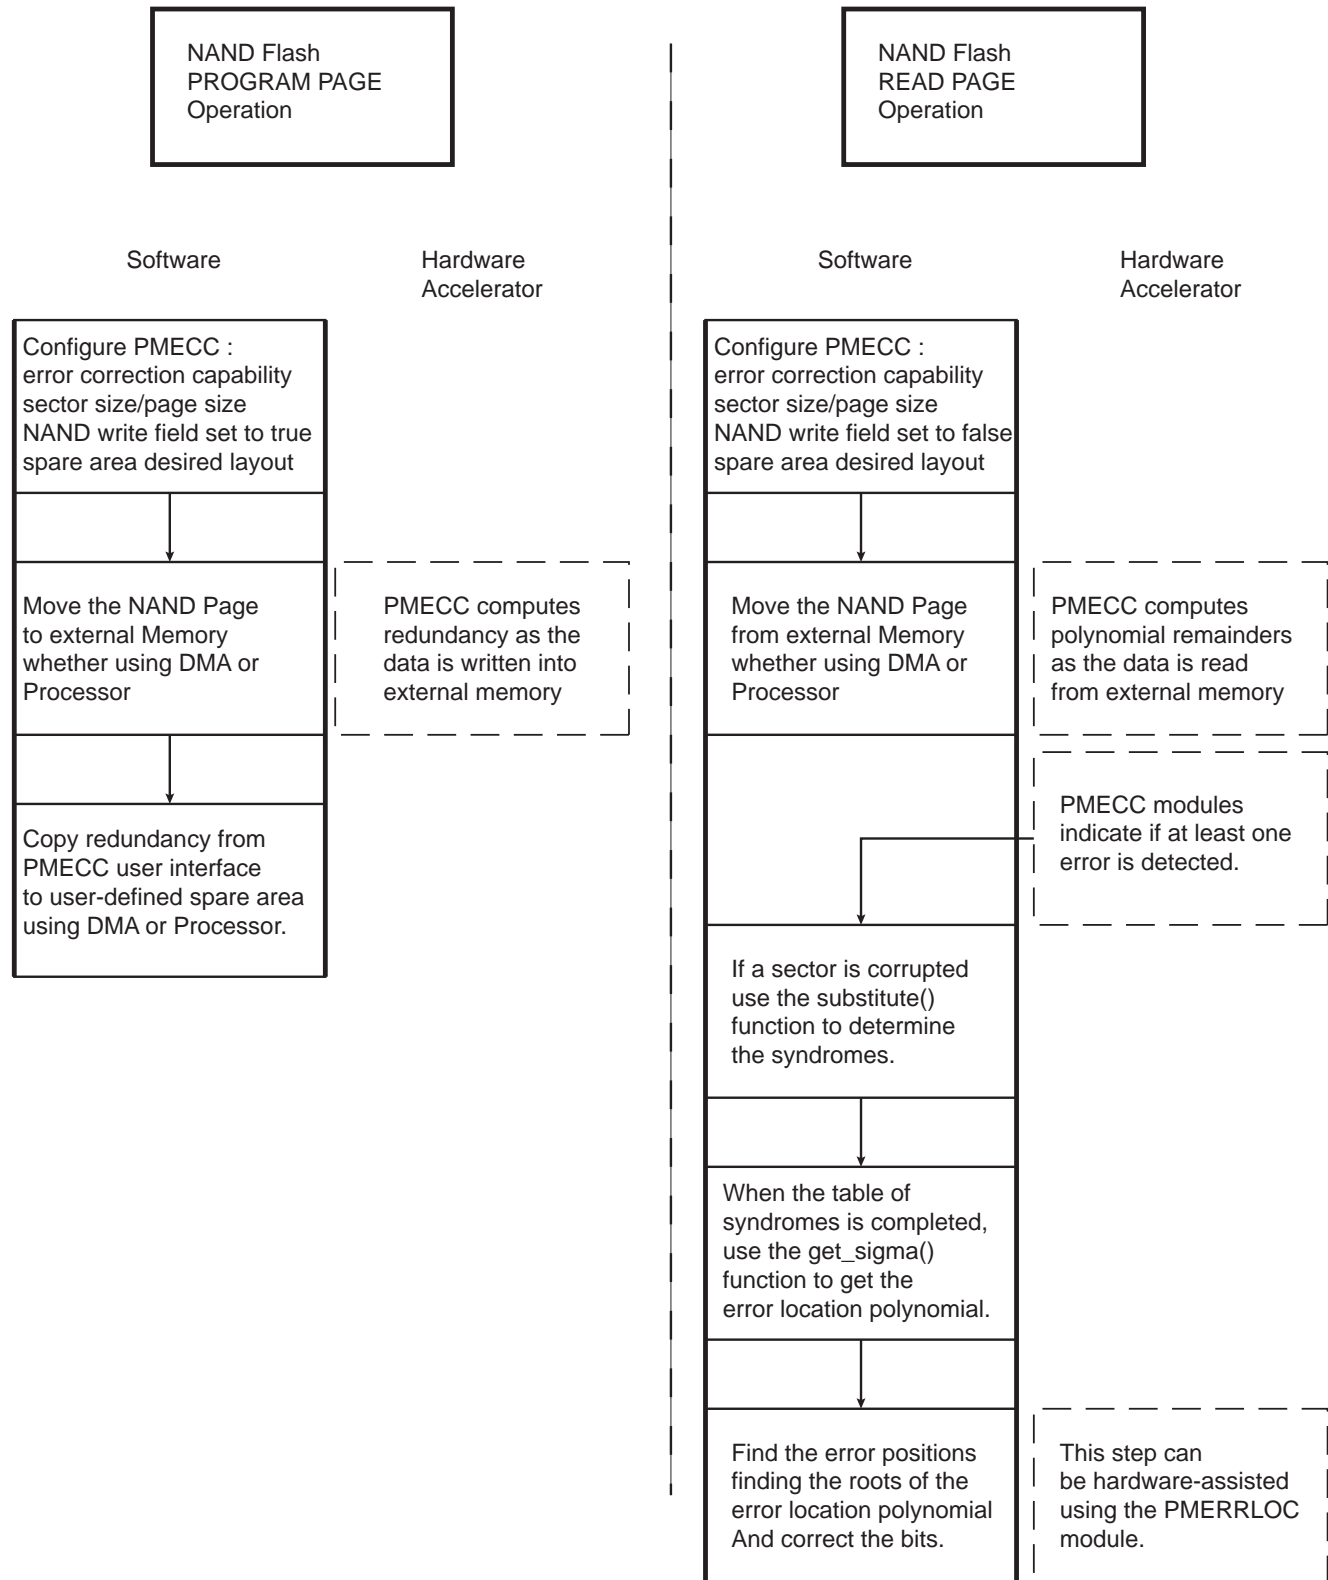 NAND Flash
PROGRAM PAGE
Operation
Software
Hardware
Accelerator
Configure PMECC :
error correction capability
sector size/page size
NAND write field set to true
spare area desired layout
Move the NAND Page
to external Memory
whether using DMA or
Processor
PMECC computes
redundancy as the
data is written into
external memory
Copy redundancy from
PMECC user interface
to user-defined spare area
using DMA or Processor.
NAND Flash
READ PAGE
Operation
Software
Hardware
Accelerator
Configure PMECC :
error correction capability
sector size/page size
NAND write field set to false
spare area desired layout
Move the NAND Page
from external Memory
whether using DMA or
Processor
PMECC computes
polynomial remainders
as the data is read
from external memory
PMECC modules
indicate if at least one
error is detected.
If a sector is corrupted
use the substitute()
function to determine
the syndromes.
When the table of
syndromes is completed,
use the get_sigma()
function to get the
error location polynomial.
Find the error positions
finding the roots of the
error location polynomial
And correct the bits.
This step can
be hardware-assisted
using the PMERRLOC
module.